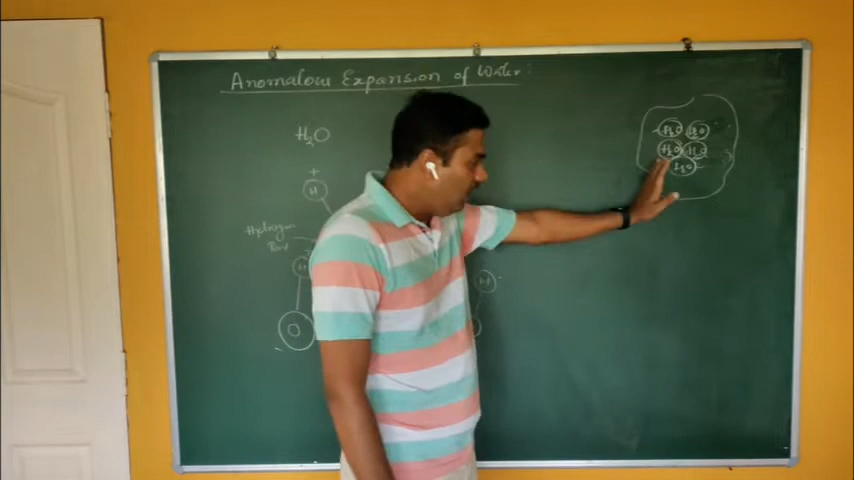 Anomalous Expansion of Water:
H₂O
H₂O H₂O
H₂O H₂O
H₂O
+
H
Hydrogen
Bond
H
H
O